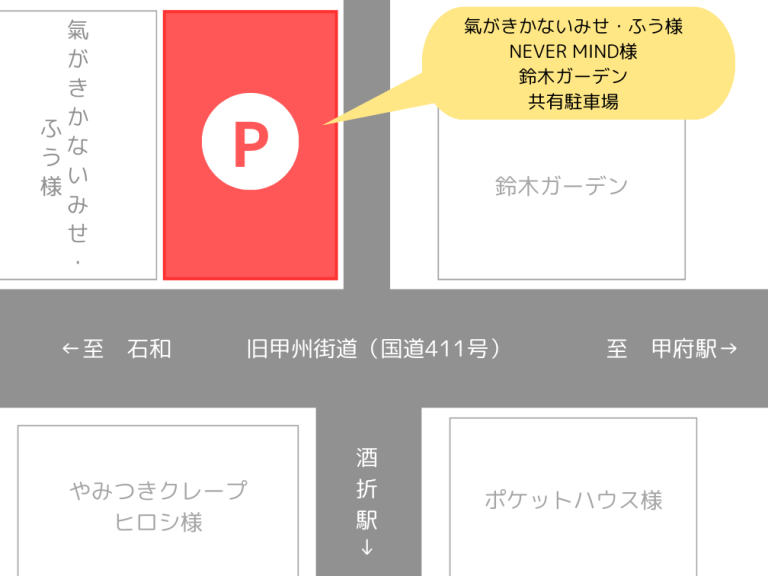 氣がきかないみせ・
ふう様
P
氣がきかないみせ・ふう様
NEVER MIND様
鈴木ガーデン
共有駐車場
鈴木ガーデン
←至　石和
旧甲州街道（国道411号）
至　甲府駅→
やみつきクレープ
ヒロシ様
酒折駅↓
ポケットハウス様